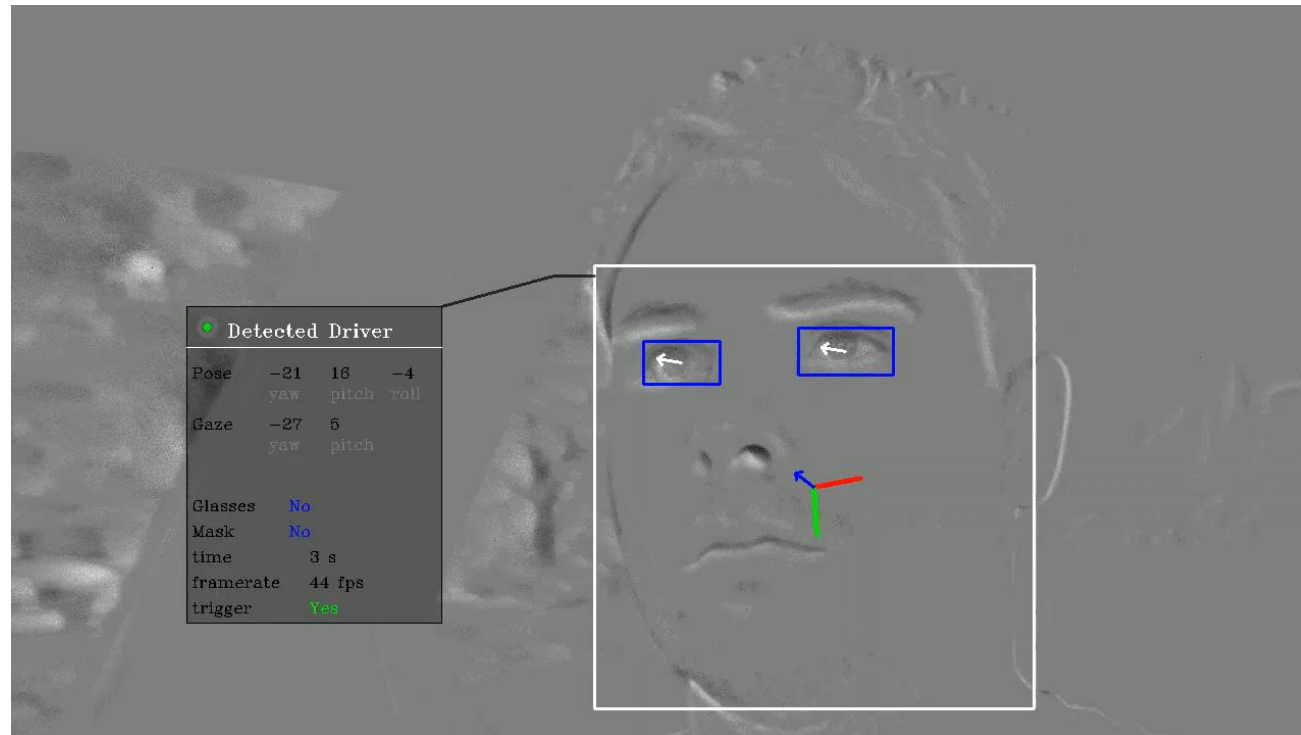 Detected Driver
Pose -21 16 -4
yaw pitch roll
Gaze -27 5
yaw pitch
Glasses No
Mask No
time 3 s
framerate 44 fps
trigger Yes